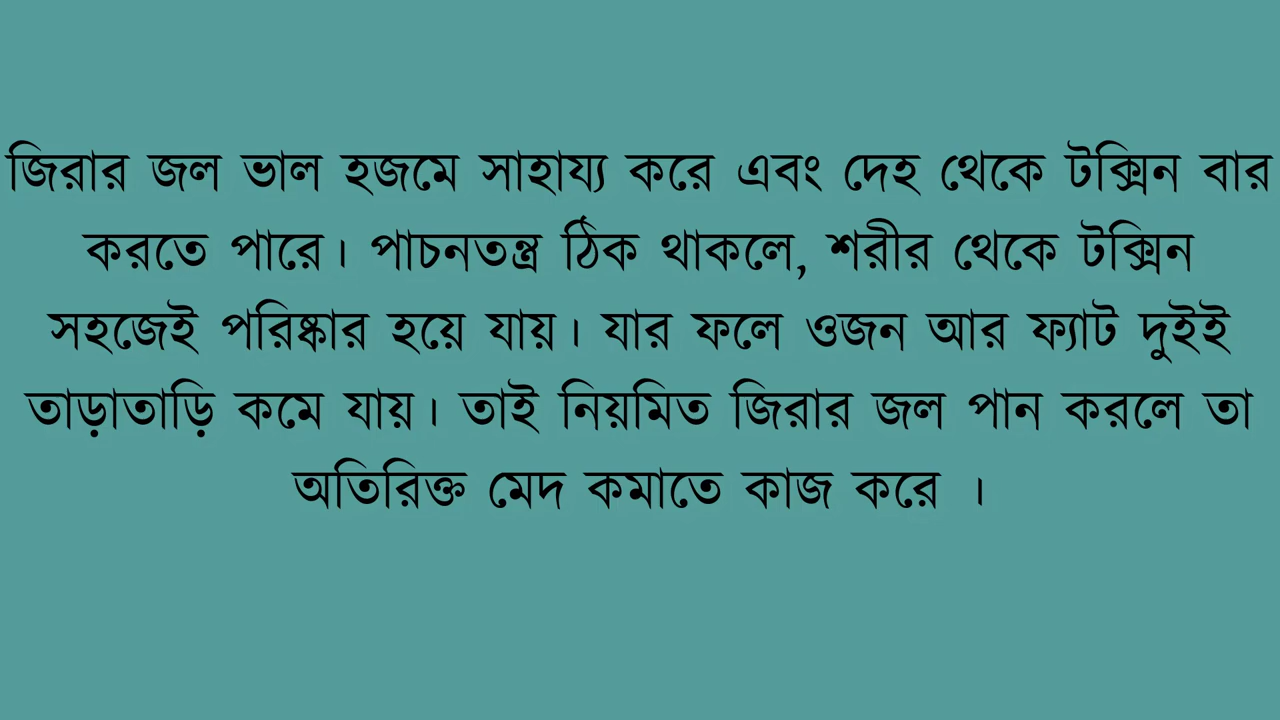 জিরার জল ভাল হজমে সাহায্য করে এবং দেহ থেকে টক্সিন বার
করতে পারে। পাচনতন্ত্র ঠিক থাকলে, শরীর থেকে টক্সিন
সহজেই পরিষ্কার হয়ে যায়। যার ফলে ওজন আর ফ্যাট দুইই
তাড়াতাড়ি কমে যায়। তাই নিয়মিত জিরার জল পান করলে তা
অতিরিক্ত মেদ কমাতে কাজ করে ।